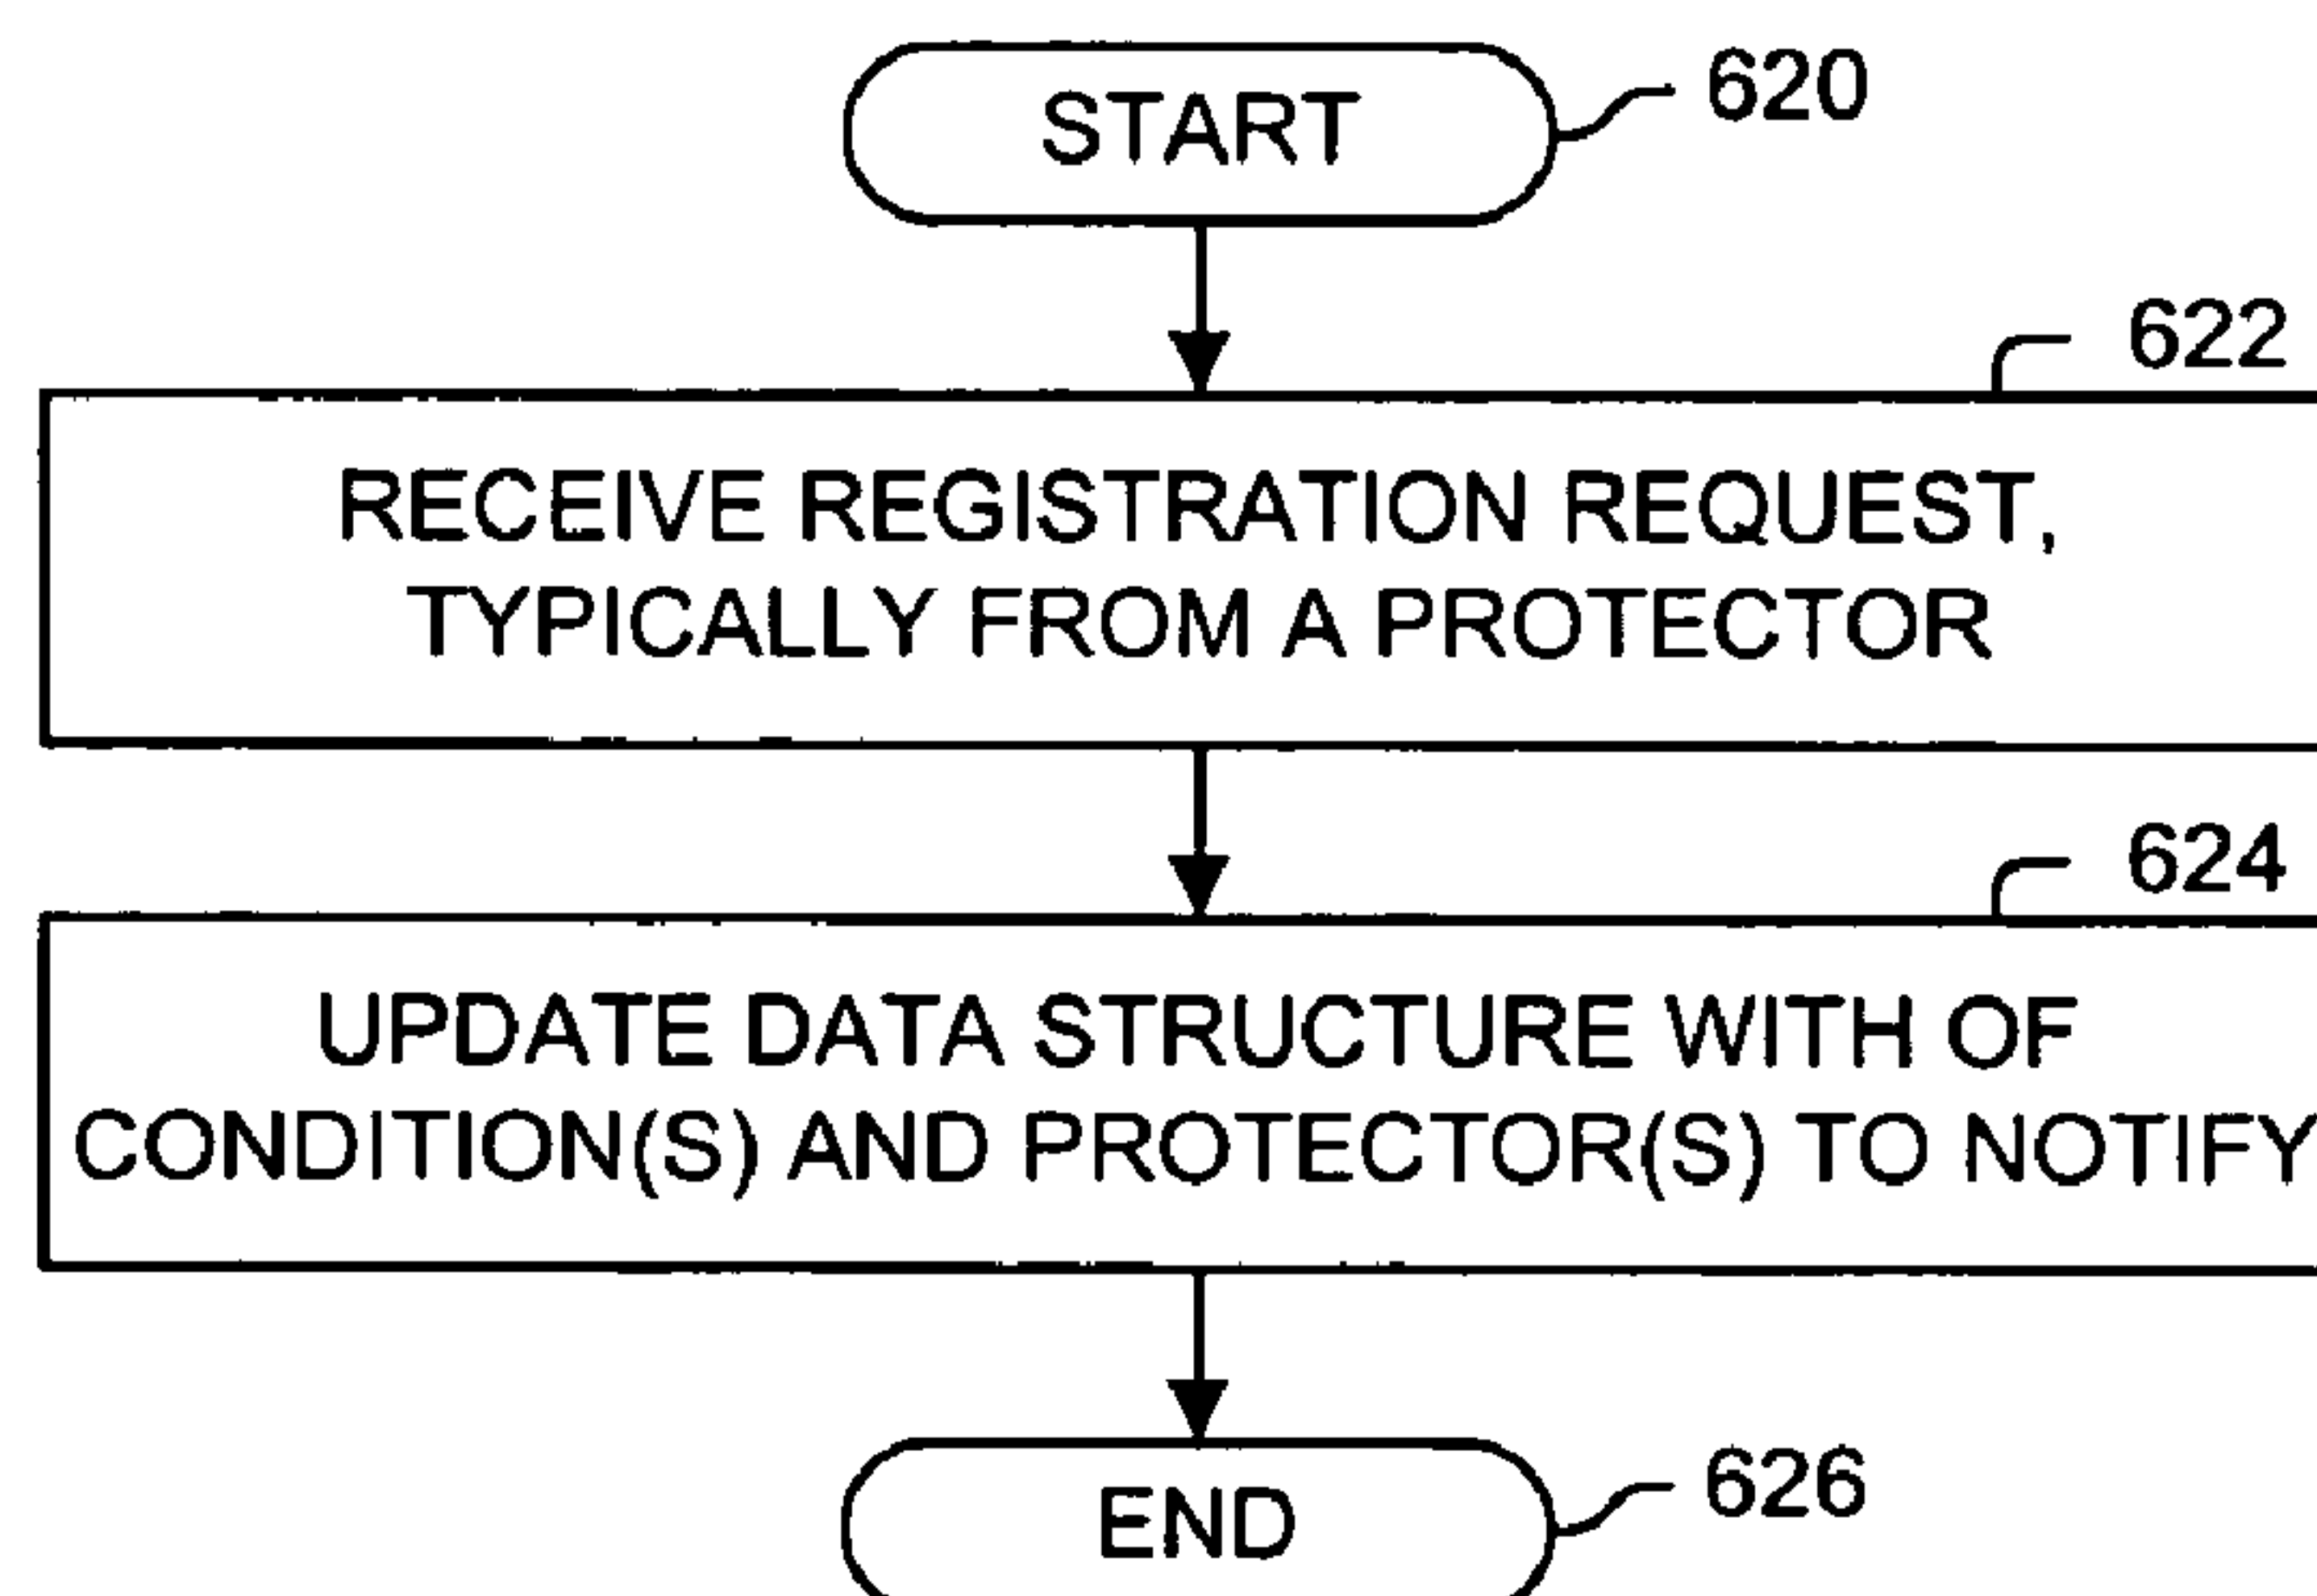 START
620
622
RECEIVE REGISTRATION REQUEST,
TYPICALLY FROM A PROTECTOR
624
UPDATE DATA STRUCTURE WITH OF
CONDITION(S) AND PROTECTOR(S) TO NOTIFY
END
626